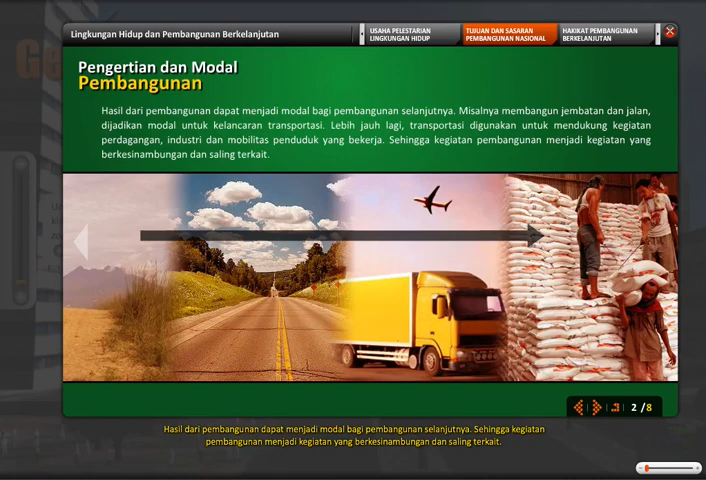 Lingkungan Hidup dan Pembangunan Berkelanjutan
USAHA PELESTARIAN
LINGKUNGAN HIDUP
TUJUAN DAN SASARAN
PEMBANGUNAN NASIONAL
HAKIKAT PEMBANGUNAN
BERKELANJUTAN
Pengertian dan Modal
Pembangunan
Hasil dari pembangunan dapat menjadi modal bagi pembangunan selanjutnya. Misalnya membangun jembatan dan jalan,
dijadikan modal untuk kelancaran transportasi. Lebih jauh lagi, transportasi digunakan untuk mendukung kegiatan
perdagangan, industri dan mobilitas penduduk yang bekerja. Sehingga kegiatan pembangunan menjadi kegiatan yang
berkesinambungan dan saling terkait.
2 /8
Hasil dari pembangunan dapat menjadi modal bagi pembangunan selanjutnya. Sehingga kegiatan
pembangunan menjadi kegiatan yang berkesinambungan dan saling terkait.